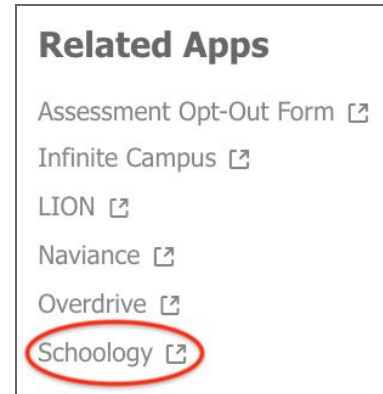 Related Apps
Assessment Opt-Out Form
Infinite Campus
LION
Naviance
Overdrive
Schoology